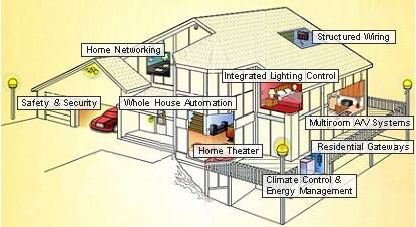 Structured Wiring
Home Networking
Integrated Lighting Control
Safety & Security
Whole House Automation
Multiroom A/V Systems
Home Theater
Residential Gateways
Climate Control &
Energy Management